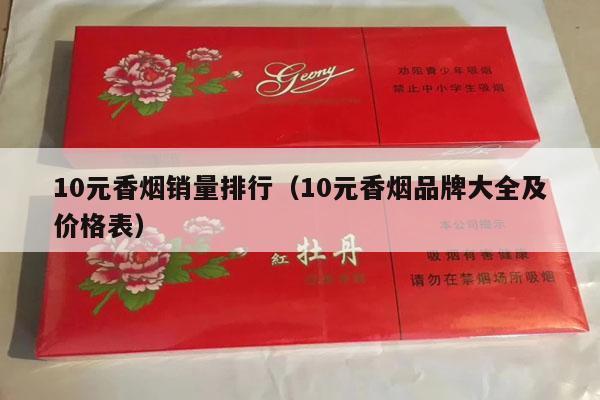 Geony
劝阻青少年吸烟
禁止中小学生吸烟
10元香烟销量排行（10元香烟品牌大全及
价格表）
本公司提示
紅 牡丹
吸烟有害健康
请勿在禁烟场所吸烟